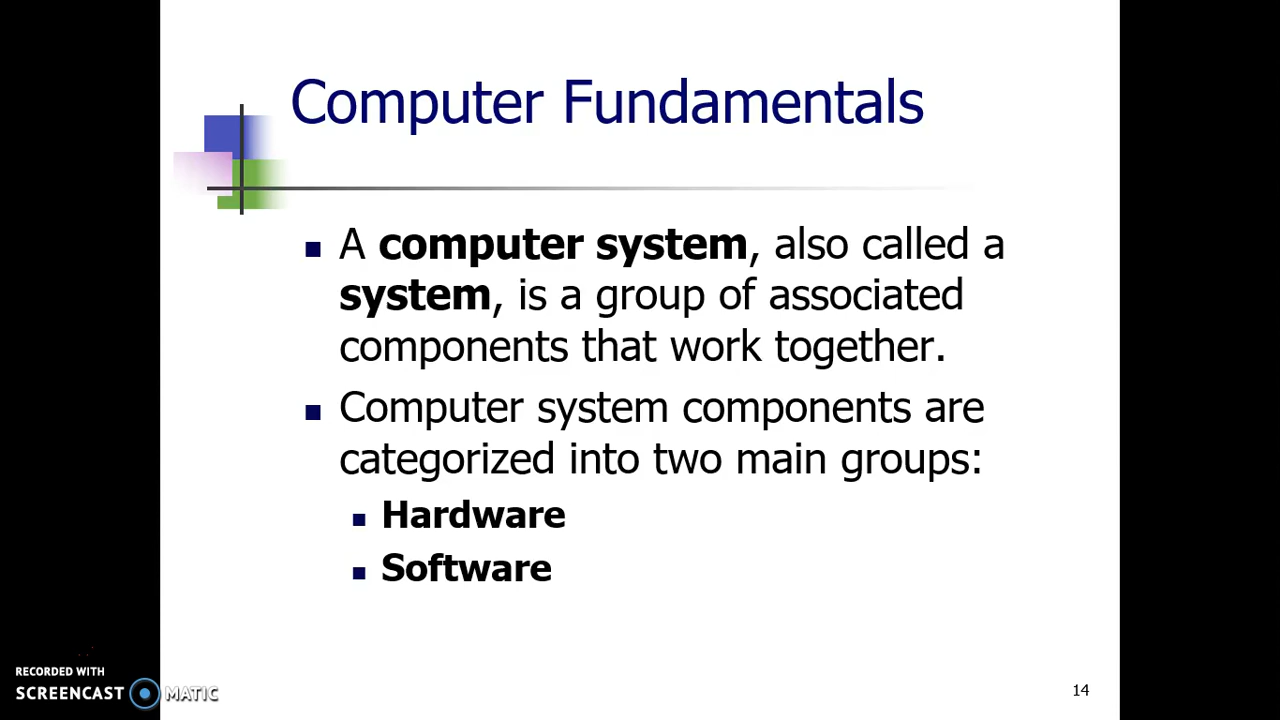 Computer Fundamentals
A computer system, also called a
system, is a group of associated
components that work together.
Computer system components are
categorized into two main groups:
Hardware
Software
RECORDED WITH
SCREENCAST MATIC
14